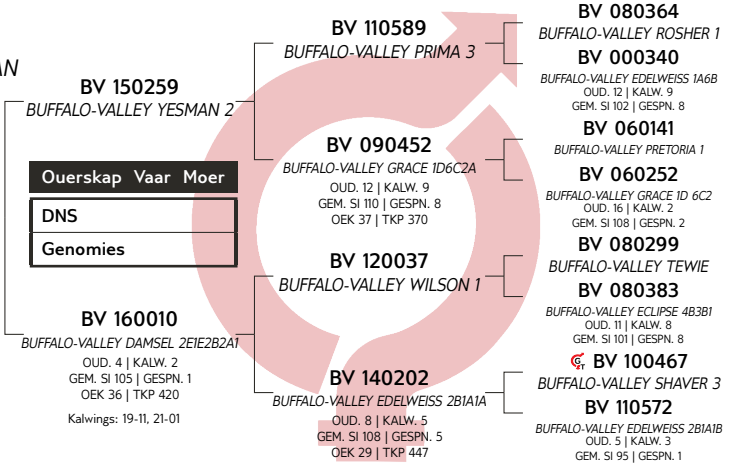 AN
BV 150259
BUFFALO-VALLEY YESMAN 2
Ouerskap Vaar Moer
DNS
Genomies
BV 160010
BUFFALO-VALLEY DAMSEL 2E1E2B2A1
OUD. 4 | KALW. 2
GEM. SI 105 | GESPN. 1
OEK 36 | TKP 420
Kalwings: 19-11, 21-01
BV 110589
BUFFALO-VALLEY PRIMA 3
BV 090452
BUFFALO-VALLEY GRACE 1D6C2A
OUD. 12 | KALW. 9
GEM. SI 110 | GESPN. 8
OEK 37 | TKP 370
BV 120037
BUFFALO-VALLEY WILSON 1
BV 140202
BUFFALO-VALLEY EDELWEISS 2B1A1A
OUD. 8 | KALW. 5
GEM. SI 108 | GESPN. 5
OEK 29 | TKP 447
BV 080364
BUFFALO-VALLEY ROSHER 1
BV 000340
BUFFALO-VALLEY EDELWEISS 1A6B
OUD. 12 | KALW. 9
GEM. SI 102 | GESPN. 8
BV 060141
BUFFALO-VALLEY PRETORIA 1
BV 060252
BUFFALO-VALLEY GRACE 1D 6C2
OUD. 16 | KALW. 2
GEM. SI 108 | GESPN. 2
BV 080299
BUFFALO-VALLEY TEWIE
BV 080383
BUFFALO-VALLEY ECLIPSE 4B3B1
OUD. 11 | KALW. 8
GEM. SI 101 | GESPN. 8
GT BV 100467
BUFFALO-VALLEY SHAVER 3
BV 110572
BUFFALO-VALLEY EDELWEISS 2B1A1B
OUD. 5 | KALW. 3
GEM. SI 95 | GESPN. 1